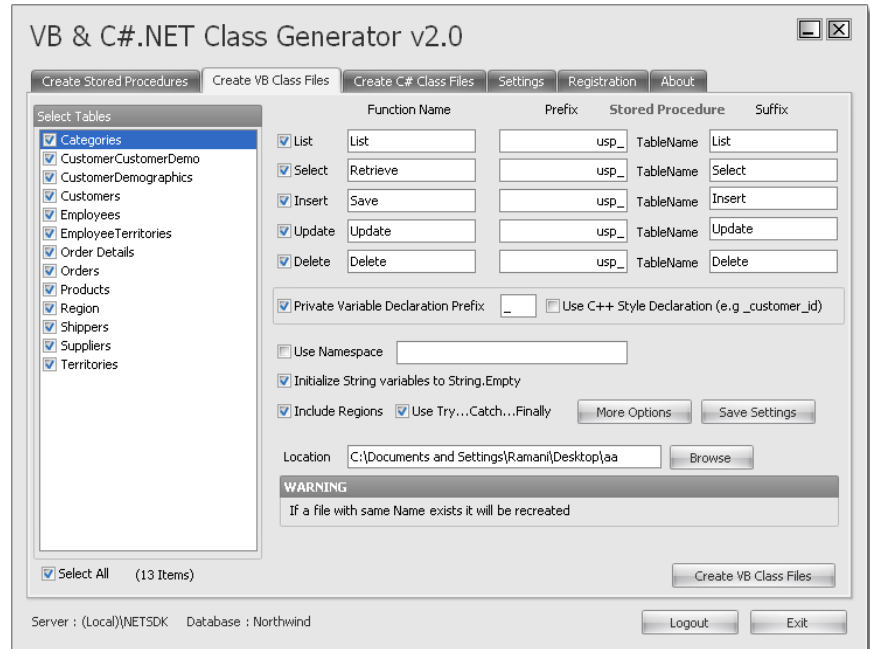 VB & C#.NET Class Generator v2.0
Create Stored Procedures Create VB Class Files Create C# Class Files Settings Registration About
Select Tables
Categories
CustomerCustomerDemo
CustomerDemographics
Customers
Employees
EmployeeTerritories
Order Details
Orders
Products
Region
Shippers
Suppliers
Territories
Select All (13 Items)
Function Name Prefix Stored Procedure Suffix
List List usp_ TableName List
Select Retrieve usp_ TableName Select
Insert Save usp_ TableName Insert
Update Update usp_ TableName Update
Delete Delete usp_ TableName Delete
Private Variable Declaration Prefix _ Use C++ Style Declaration (e.g _customer_id)
Use Namespace
Initialize String variables to String.Empty
Include Regions Use Try...Catch...Finally More Options Save Settings
Location C:\Documents and Settings\Ramani\Desktop\aa Browse
WARNING
If a file with same Name exists it will be recreated
Create VB Class Files
Server : (Local)\NETSDK Database : Northwind Logout Exit